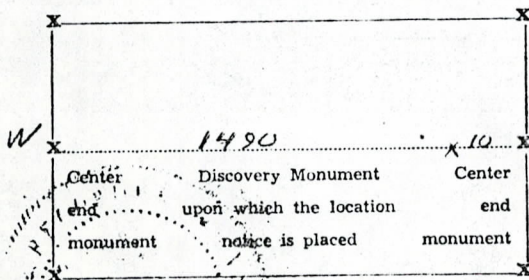 X X
W X 1490 X 10 X
Center Discovery Monument Center
end upon which the location end
monument notice is placed monument
X X